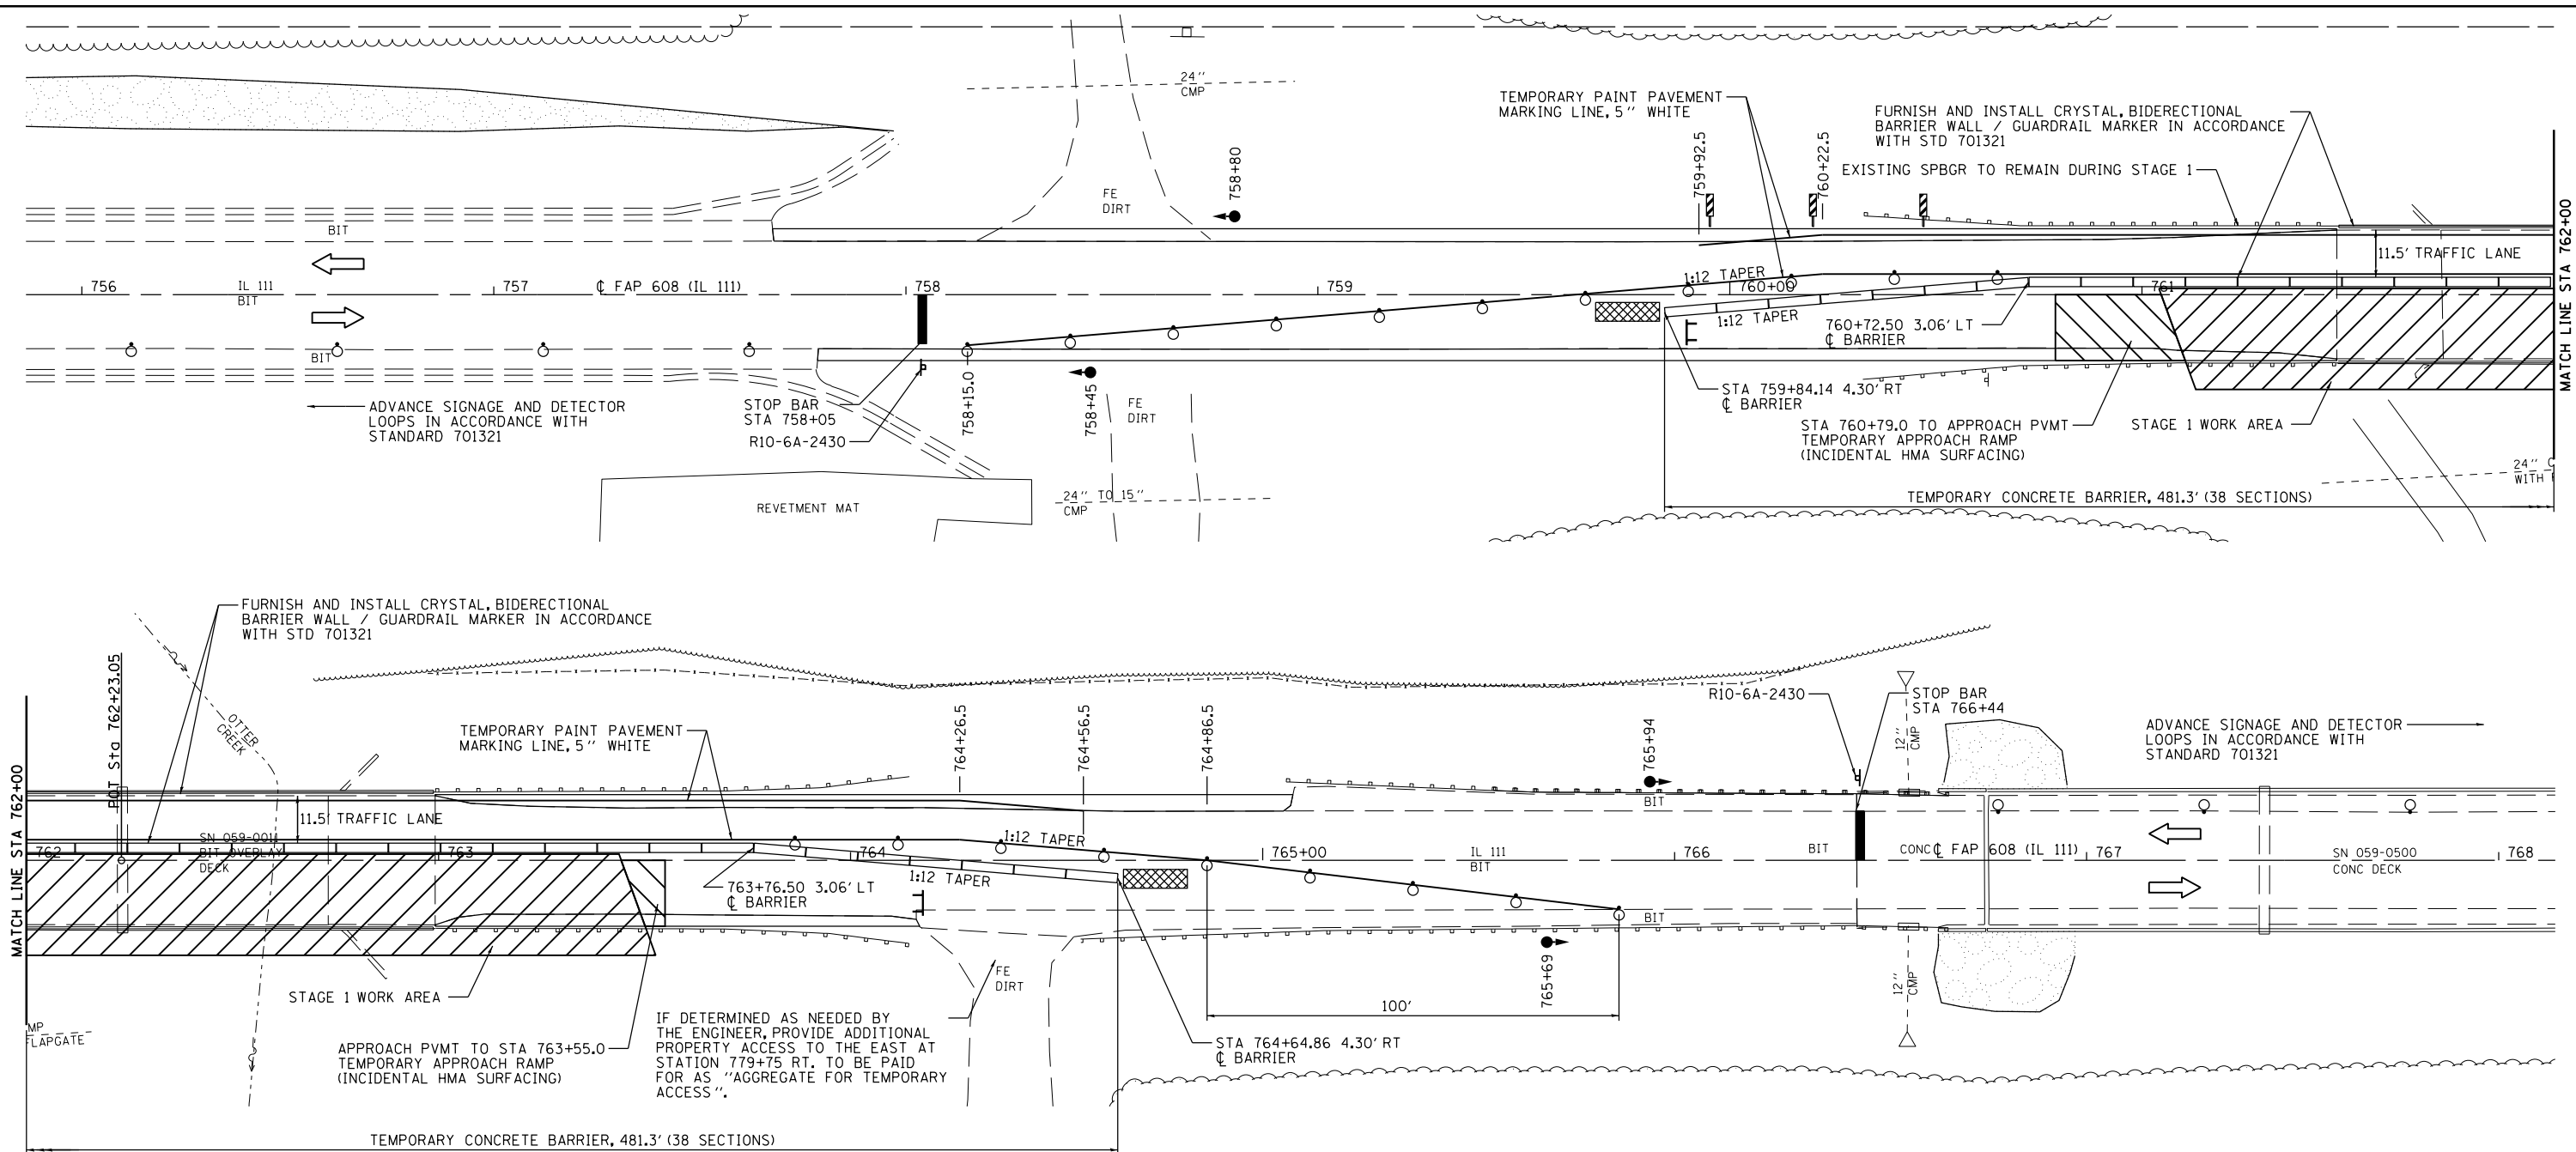 24" CMP
TEMPORARY PAINT PAVEMENT
MARKING LINE, 5" WHITE
FURNISH AND INSTALL CRYSTAL, BIDERECTIONAL
BARRIER WALL / GUARDRAIL MARKER IN ACCORDANCE
WITH STD 701321
EXISTING SPBGR TO REMAIN DURING STAGE 1
759+92.5
760+22.5
758+80
FE
DIRT
BIT
11.5' TRAFFIC LANE
MATCH LINE STA 762+00
756
IL 111
BIT
757
℄ FAP 608 (IL 111)
758
759
1:12 TAPER
760+00
761
1:12 TAPER
760+72.50 3.06' LT
℄ BARRIER
BIT
STA 759+84.14 4.30' RT
℄ BARRIER
ADVANCE SIGNAGE AND DETECTOR
LOOPS IN ACCORDANCE WITH
STANDARD 701321
STOP BAR
STA 758+05
R10-6A-2430
758+15.0
758+45
FE
DIRT
STA 760+79.0 TO APPROACH PVMT
TEMPORARY APPROACH RAMP
(INCIDENTAL HMA SURFACING)
STAGE 1 WORK AREA
24" C
WITH F
REVETMENT MAT
24" TO 15"
CMP
TEMPORARY CONCRETE BARRIER, 481.3' (38 SECTIONS)
FURNISH AND INSTALL CRYSTAL, BIDERECTIONAL
BARRIER WALL / GUARDRAIL MARKER IN ACCORDANCE
WITH STD 701321
POT Sta 762+23.05
OTTER
CREEK
TEMPORARY PAINT PAVEMENT
MARKING LINE, 5" WHITE
764+26.5
764+56.5
764+86.5
765+94
R10-6A-2430
STOP BAR
STA 766+44
12"
CMP
ADVANCE SIGNAGE AND DETECTOR
LOOPS IN ACCORDANCE WITH
STANDARD 701321
MATCH LINE STA 762+00
11.5' TRAFFIC LANE
BIT
762
SN 059-0011
BIT OVERLAY
DECK
763
764
1:12 TAPER
1:12 TAPER
765+00
IL 111
BIT
766
BIT
CONC
℄ FAP 608 (IL 111)
767
SN 059-0500
CONC DECK
768
763+76.50 3.06' LT
℄ BARRIER
BIT
STAGE 1 WORK AREA
FE
DIRT
765+69
12"
CMP
100'
MP
FLAPGATE
APPROACH PVMT TO STA 763+55.0
TEMPORARY APPROACH RAMP
(INCIDENTAL HMA SURFACING)
IF DETERMINED AS NEEDED BY
THE ENGINEER, PROVIDE ADDITIONAL
PROPERTY ACCESS TO THE EAST AT
STATION 779+75 RT. TO BE PAID
FOR AS "AGGREGATE FOR TEMPORARY
ACCESS".
STA 764+64.86 4.30' RT
℄ BARRIER
TEMPORARY CONCRETE BARRIER, 481.3' (38 SECTIONS)